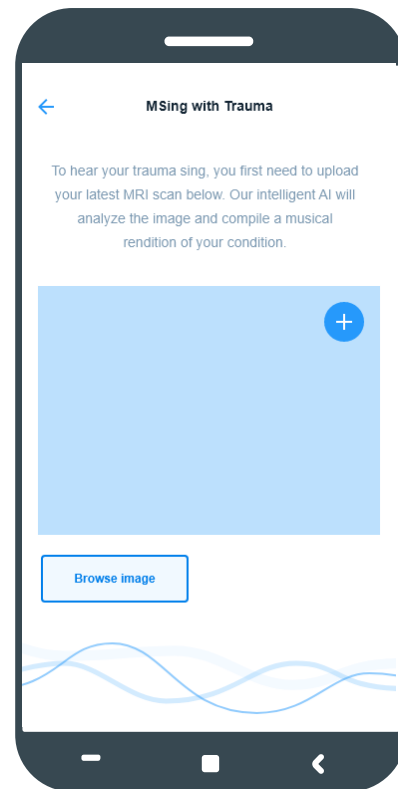 MSing with Trauma
To hear your trauma sing, you first need to upload
your latest MRI scan below. Our intelligent AI will
analyze the image and compile a musical
rendition of your condition.
Browse image